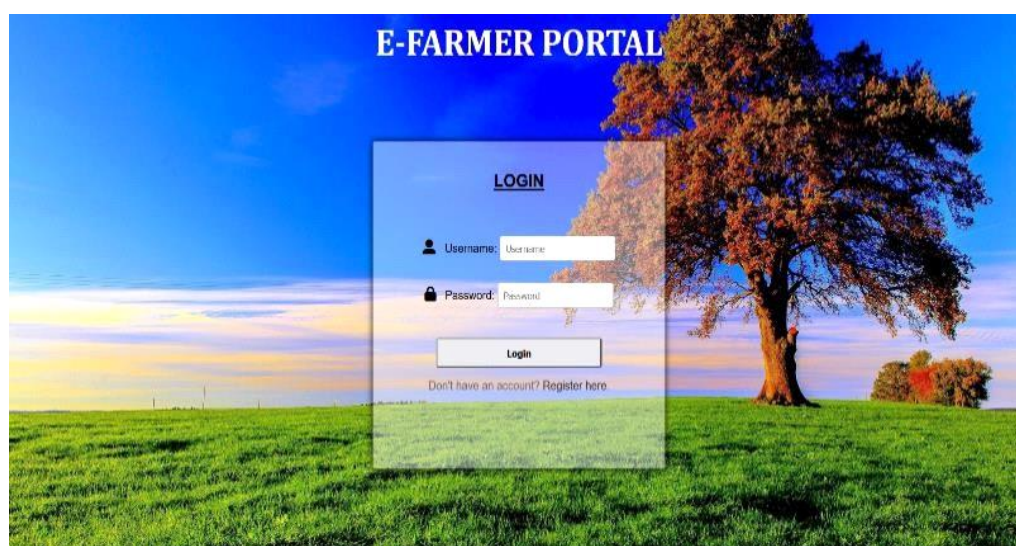 E-FARMER PORTAL
LOGIN
Username: Username
Password: Password
Login
Don't have an account? Register here